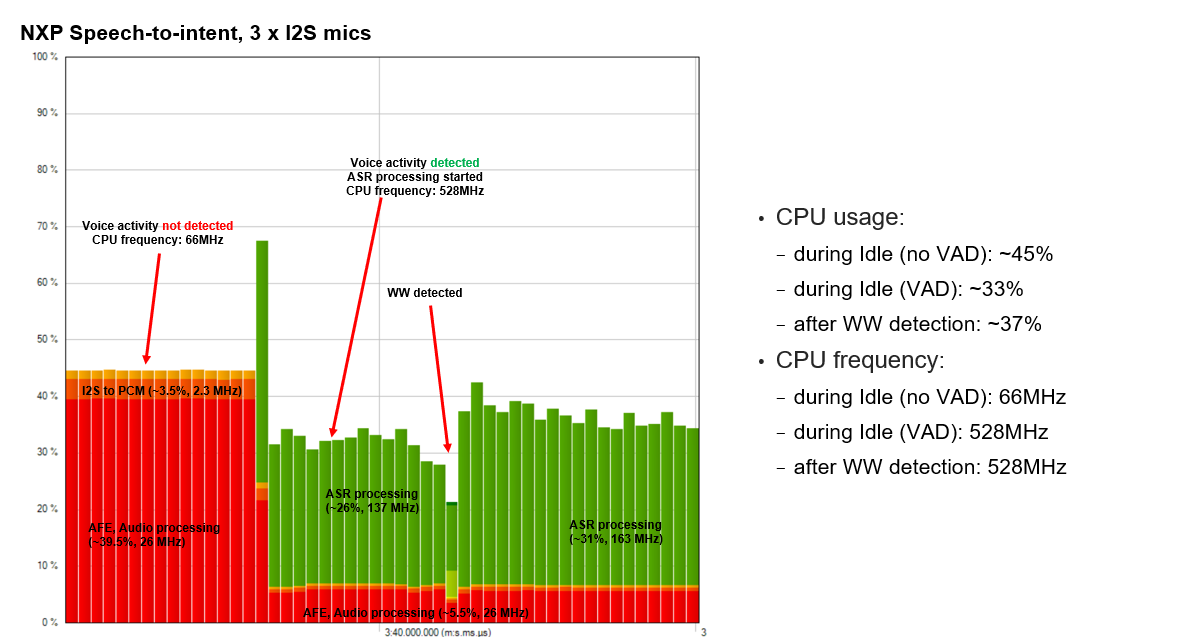 NXP Speech-to-intent, 3 x I2S mics
100 %
90 %
80 %
70 %
60 %
50 %
40 %
30 %
20 %
10 %
0 %
Voice activity detected
ASR processing started
CPU frequency: 528MHz
Voice activity not detected
CPU frequency: 66MHz
WW detected
I2S to PCM (~3.5%, 2.3 MHz)
ASR processing
(~26%, 137 MHz)
AFE, Audio processing
(~39.5%, 26 MHz)
ASR processing
(~31%, 163 MHz)
AFE, Audio processing (~5.5%, 26 MHz)
3:40.000.000 (m:s.ms.µs)
3
• CPU usage:
– during Idle (no VAD): ~45%
– during Idle (VAD): ~33%
– after WW detection: ~37%
• CPU frequency:
– during Idle (no VAD): 66MHz
– during Idle (VAD): 528MHz
– after WW detection: 528MHz